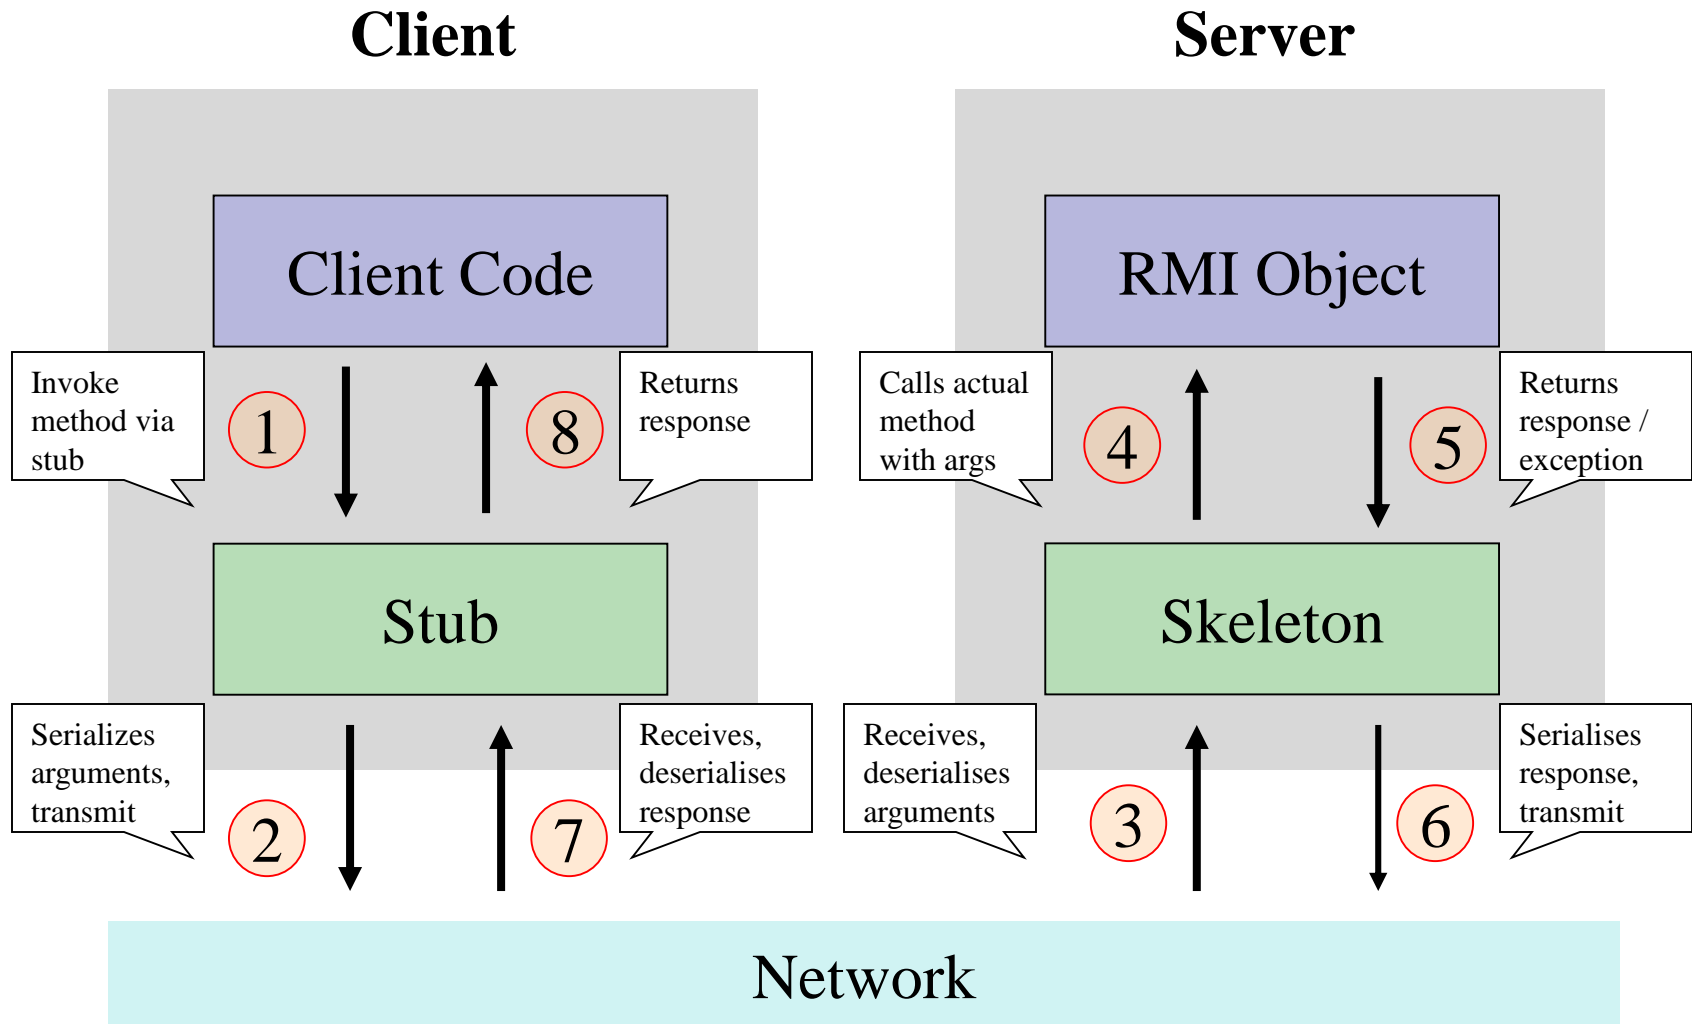 Client
Server
Client Code
RMI Object
Invoke
method via
stub
1
8
Returns
response
Calls actual
method
with args
4
5
Returns
response /
exception
Stub
Skeleton
Serializes
arguments,
transmit
2
7
Receives,
deserialises
response
Receives,
deserialises
arguments
3
6
Serialises
response,
transmit
Network